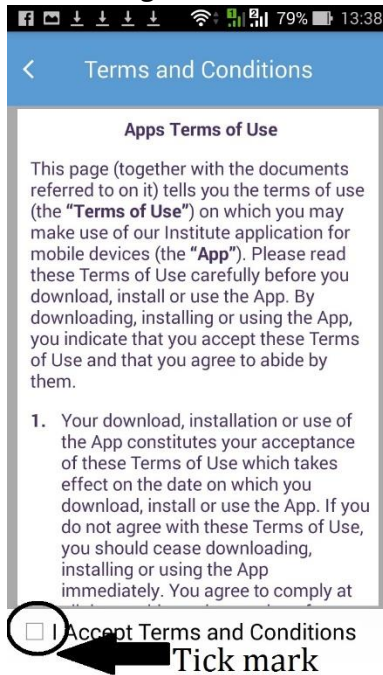 79% 13:38
Terms and Conditions
Apps Terms of Use
This page (together with the documents
referred to on it) tells you the terms of use
(the "Terms of Use") on which you may
make use of our Institute application for
mobile devices (the "App"). Please read
these Terms of Use carefully before you
download, install or use the App. By
downloading, installing or using the App,
you indicate that you accept these Terms
of Use and that you agree to abide by
them.
1. Your download, installation or use of
the App constitutes your acceptance
of these Terms of Use which takes
effect on the date on which you
download, install or use the App. If you
do not agree with these Terms of Use,
you should cease downloading,
installing or using the App
immediately. You agree to comply at
I Accept Terms and Conditions
Tick mark